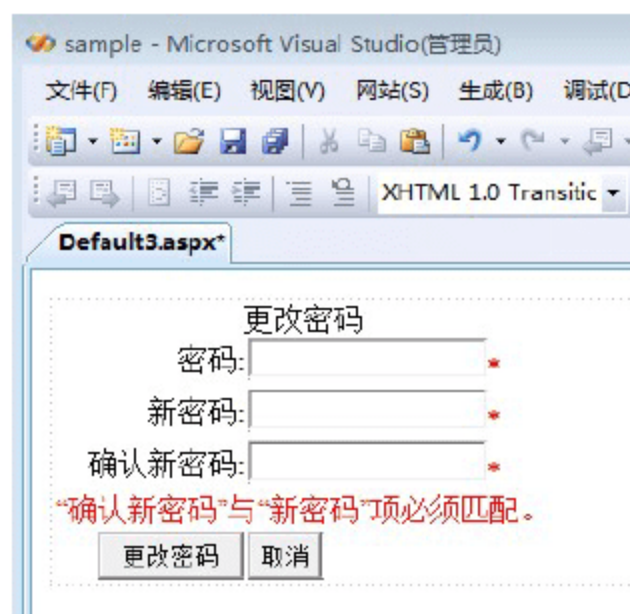 sample - Microsoft Visual Studio(管理员)
文件(F) 编辑(E) 视图(V) 网站(S) 生成(B) 调试(D
XHTML 1.0 Transitic
Default3.aspx*
更改密码
密码: *
新密码: *
确认新密码: *
“确认新密码”与“新密码”项必须匹配。
更改密码 取消